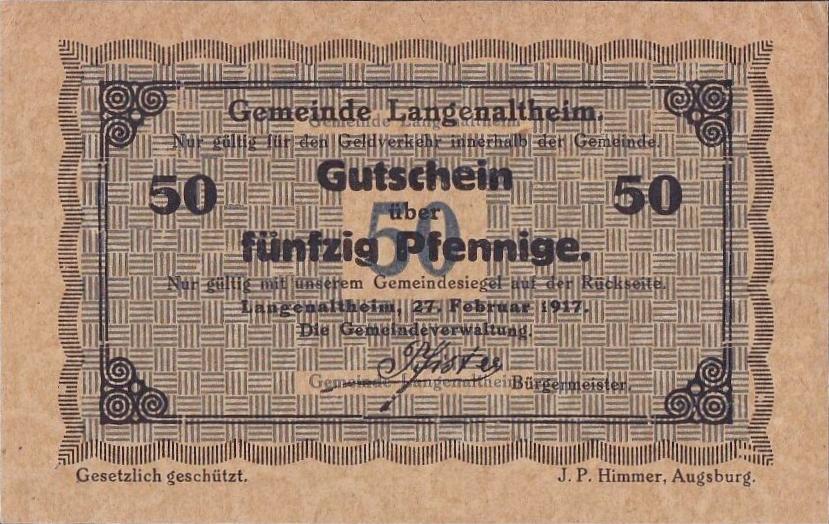 Gemeinde Langenaltheim.
Nur gültig für den Geldverkehr innerhalb der Gemeinde.
50 Gutschein 50
über
50
fünfzig Pfennige.
Nur gültig mit unserem Gemeindesiegel auf der Rückseite.
Langenaltheim, 27. Februar 1917.
Die Gemeindeverwaltung.
Pfister
Gemeinde Langenaltheim Bürgermeister.
Gesetzlich geschützt. J. P. Himmer, Augsburg.